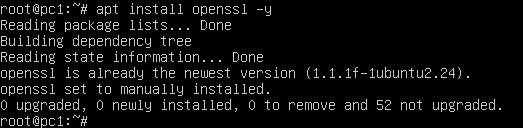 root@pc1:~# apt install openssl -y
Reading package lists... Done
Building dependency tree
Reading state information... Done
openssl is already the newest version (1.1.1f-1ubuntu2.24).
openssl set to manually installed.
0 upgraded, 0 newly installed, 0 to remove and 52 not upgraded.
root@pc1:~#